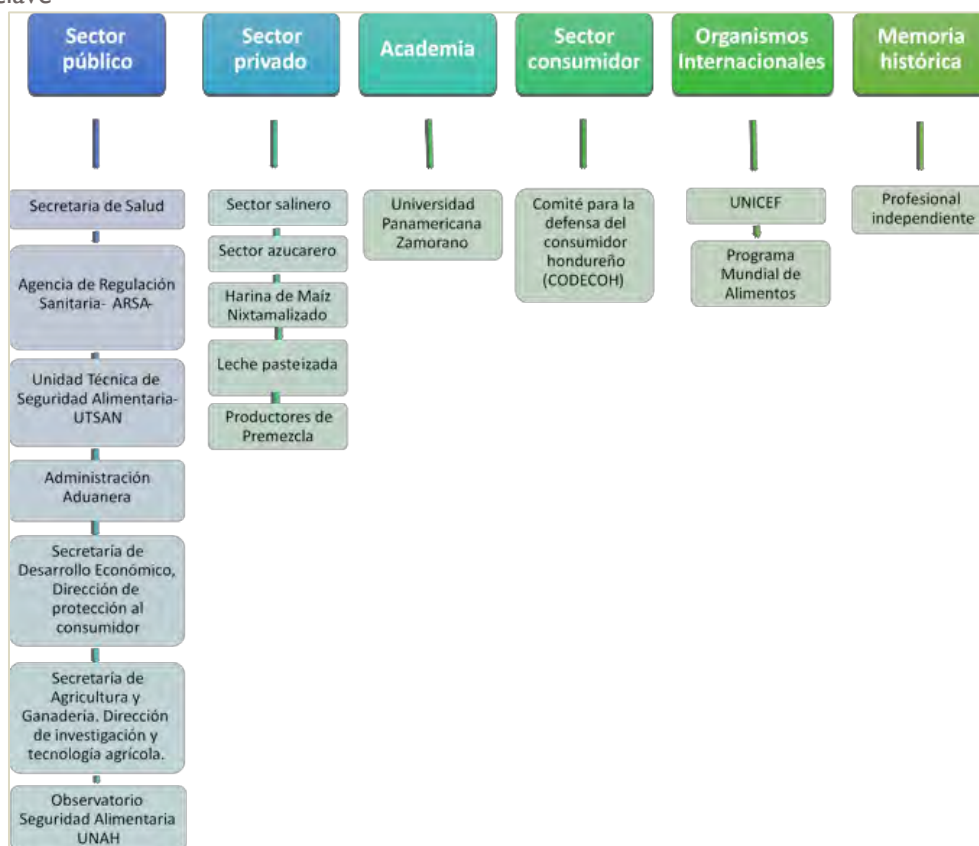 clave
Sector
público
Secretaria de Salud
Agencia de Regulación
Sanitaria- ARSA-
Unidad Técnica de
Seguridad Alimentaria-
UTSAN
Administración
Aduanera
Secretaría de
Desarrollo Económico,
Dirección de
protección al
consumidor
Secretaría de
Agricultura y
Ganadería. Dirección
de investigación y
tecnología agrícola.
Observatorio
Seguridad Alimentaria
UNAH
Sector
privado
Sector salinero
Sector azucarero
Harina de Maíz
Nixtamalizado
Leche pasteizada
Productores de
Premezcla
Academia
Universidad
Panamericana
Zamorano
Sector
consumidor
Comité para la
defensa del
consumidor
hondureño
(CODECOH)
Organismos
Internacionales
UNICEF
Programa
Mundial de
Alimentos
Memoria
histórica
Profesional
independiente